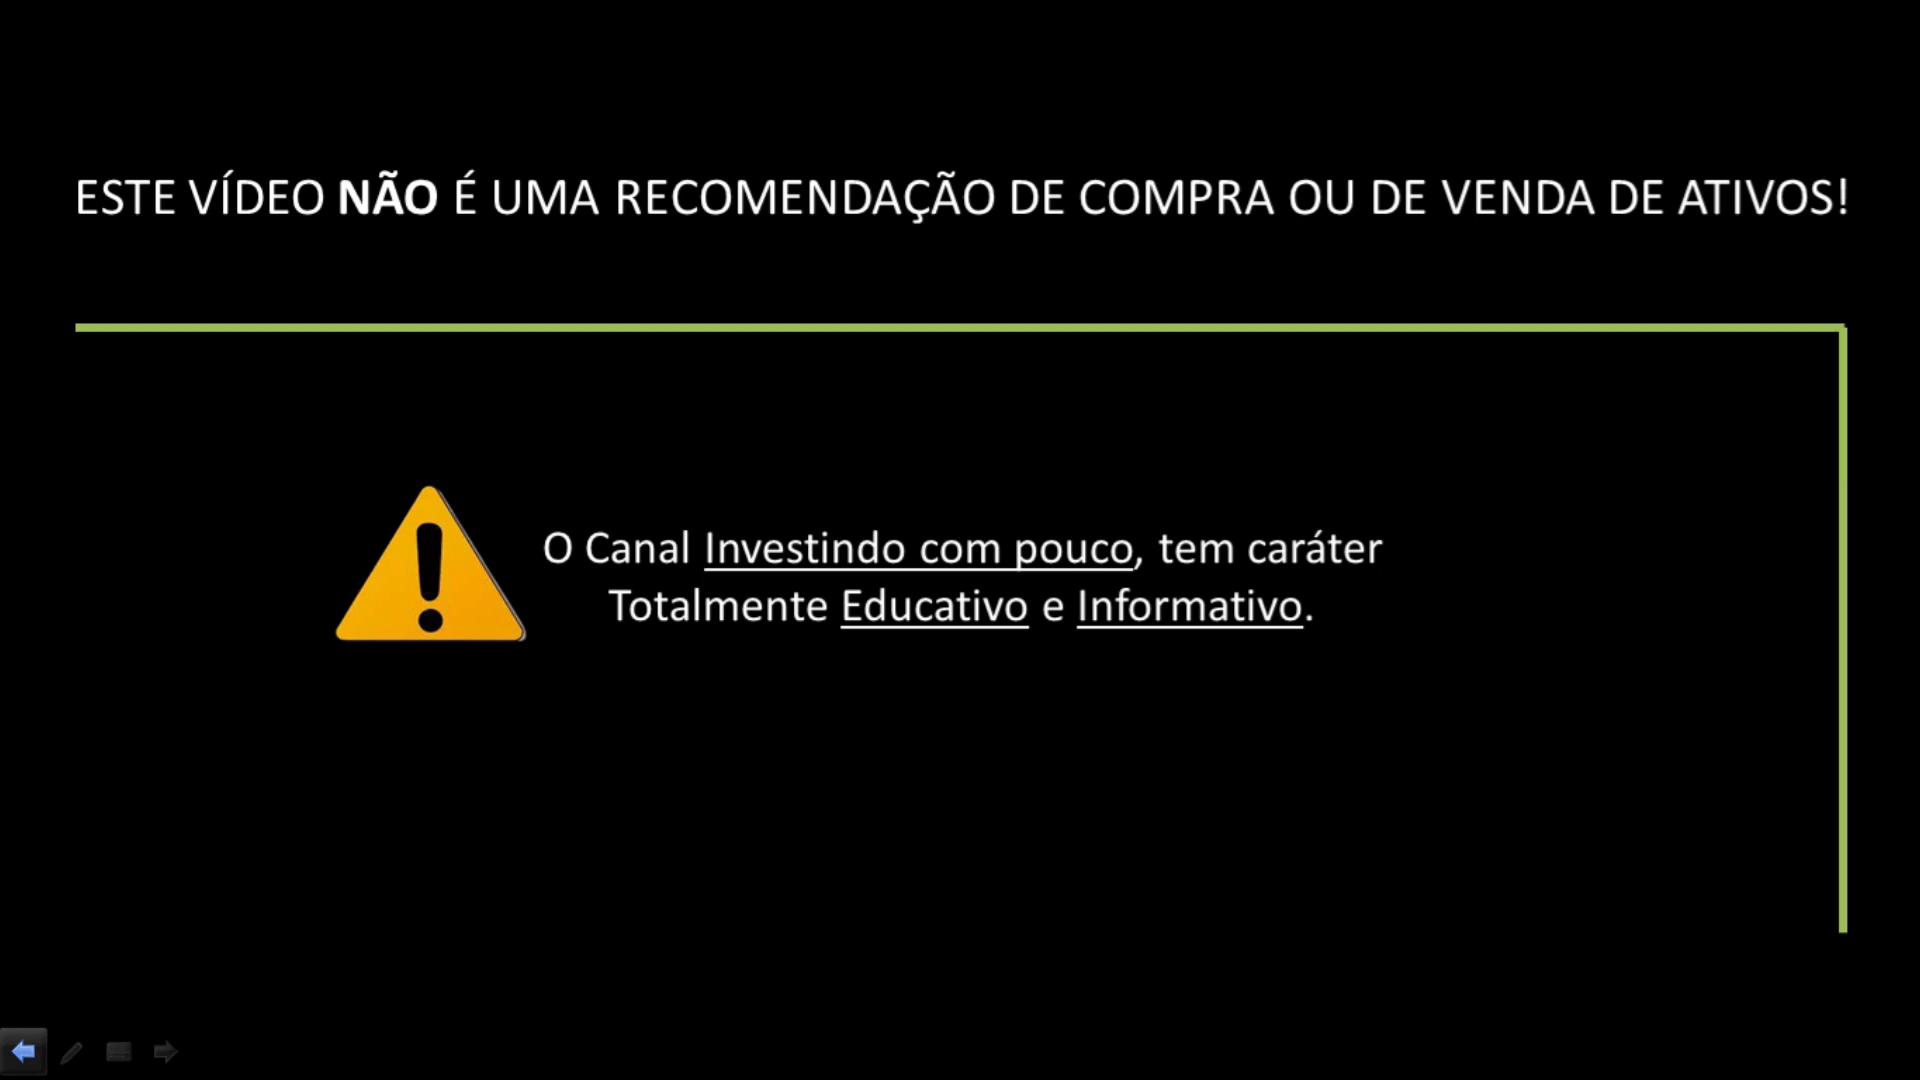 ESTE VÍDEO NÃO É UMA RECOMENDAÇÃO DE COMPRA OU DE VENDA DE ATIVOS!
O Canal Investindo com pouco, tem caráter
Totalmente Educativo e Informativo.